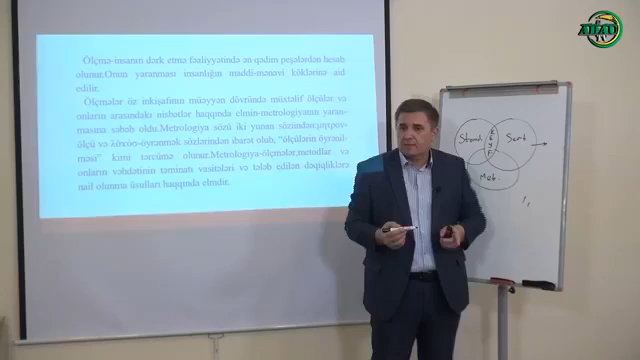 Ölçmə-insanın dərk etmə fəaliyyətində ən qədim peşələrdən hesab
olunur.Onun yaranması insanlığın maddi-mənəvi köklərinə aid
edilir.
Ölçmələr öz inkişafının müəyyən dövründə müxtəlif ölçülər və
onların arasındakı nisbətlər haqqında elmin-metrologiyanın yaran-
masına səbəb oldu.Metrologiya sözü iki yunan sözündən:μητρον-
ölçü və λόγος-öyrənmək sözlərindən ibarət olub, "ölçülərin öyrənil-
məsi" kimi tərcümə olunur.Metrologiya-ölçmələr,metodlar və
onların vəhdətinin təminatı vasitələri və tələb edilən dəqiqliklərə
nail olunma üsulları haqqında elmdir.
Stand
Sert
Met.